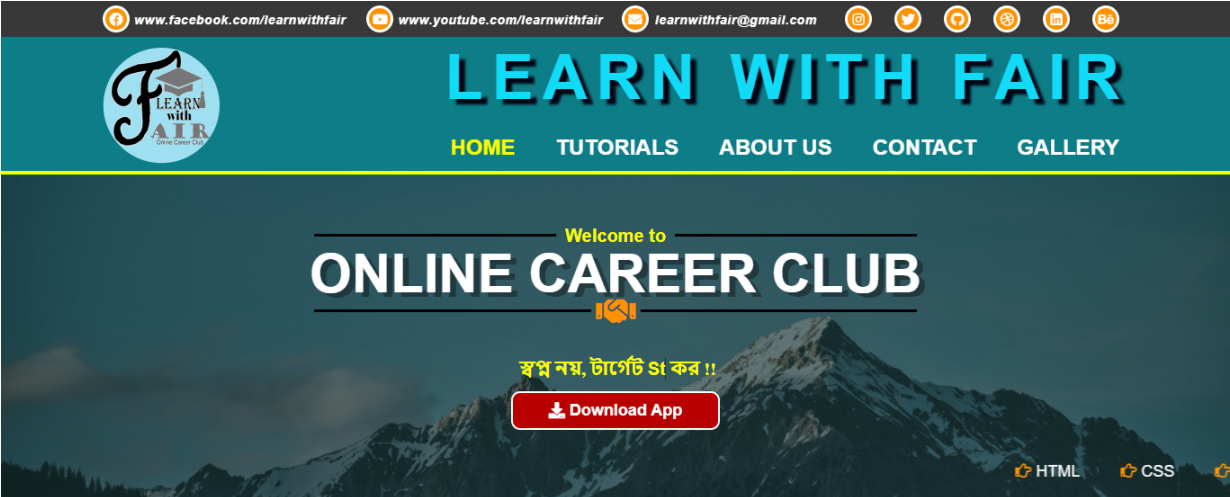 www.facebook.com/learnwithfair www.youtube.com/learnwithfair learnwithfair@gmail.com Bē
F LEARN
with
AIR
Online Career Club
LEARN WITH FAIR
HOME TUTORIALS ABOUT US CONTACT GALLERY
Welcome to
ONLINE CAREER CLUB
স্বপ্ন নয়, টার্গেট St কর !!
Download App
HTML CSS